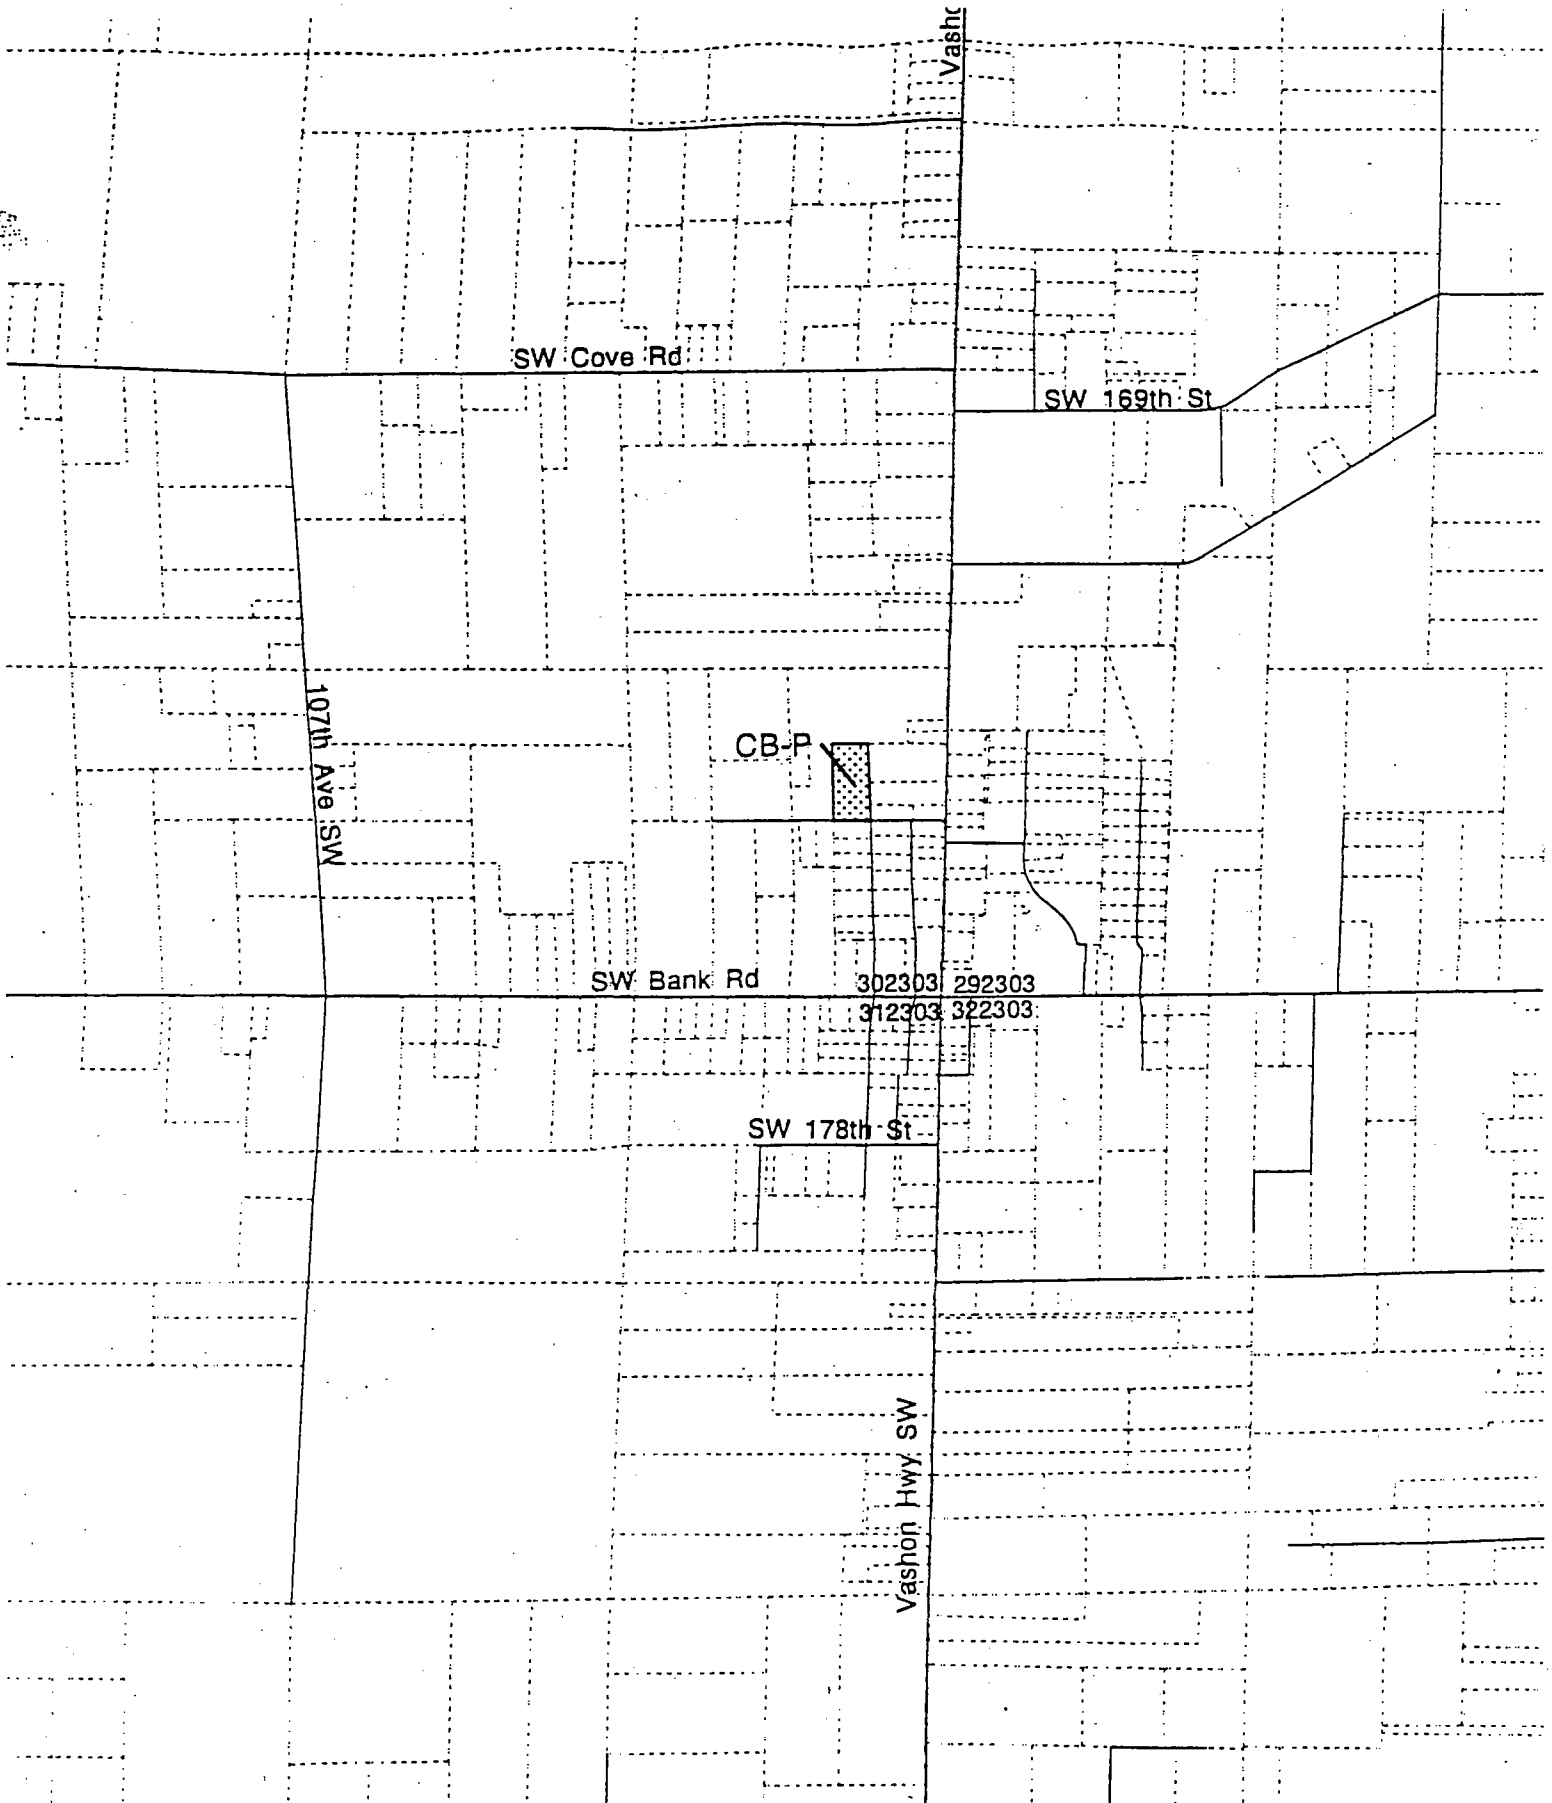 Vasho
SW Cove Rd
SW 169th St
107th Ave SW
CB-P
SW Bank Rd
302303 292303
312303 322303
SW 178th St
Vashon Hwy SW